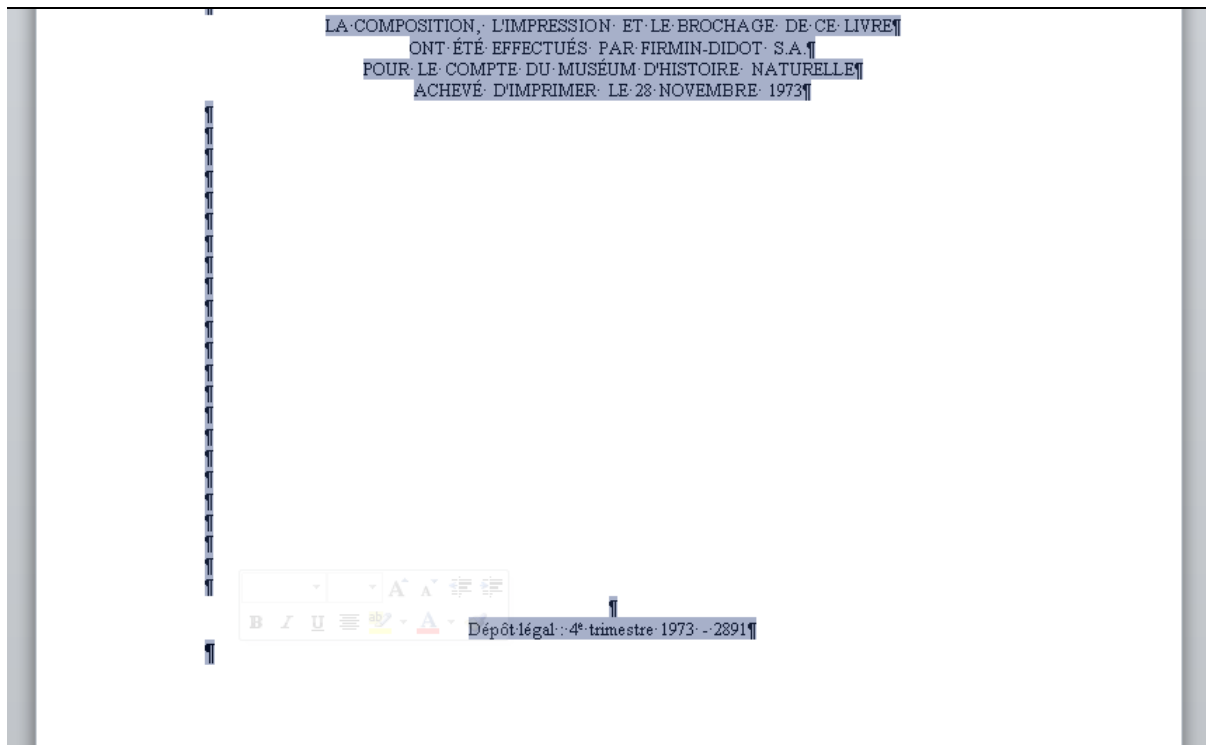 LA COMPOSITION, L'IMPRESSION ET LE BROCHAGE DE CE LIVRE¶
ONT ÉTÉ EFFECTUÉS PAR FIRMIN-DIDOT S.A.¶
POUR LE COMPTE DU MUSÉUM D'HISTOIRE NATURELLE¶
ACHEVÉ D'IMPRIMER LE 28 NOVEMBRE 1973¶
Dépôt légal : 4e trimestre 1973 - 2891¶